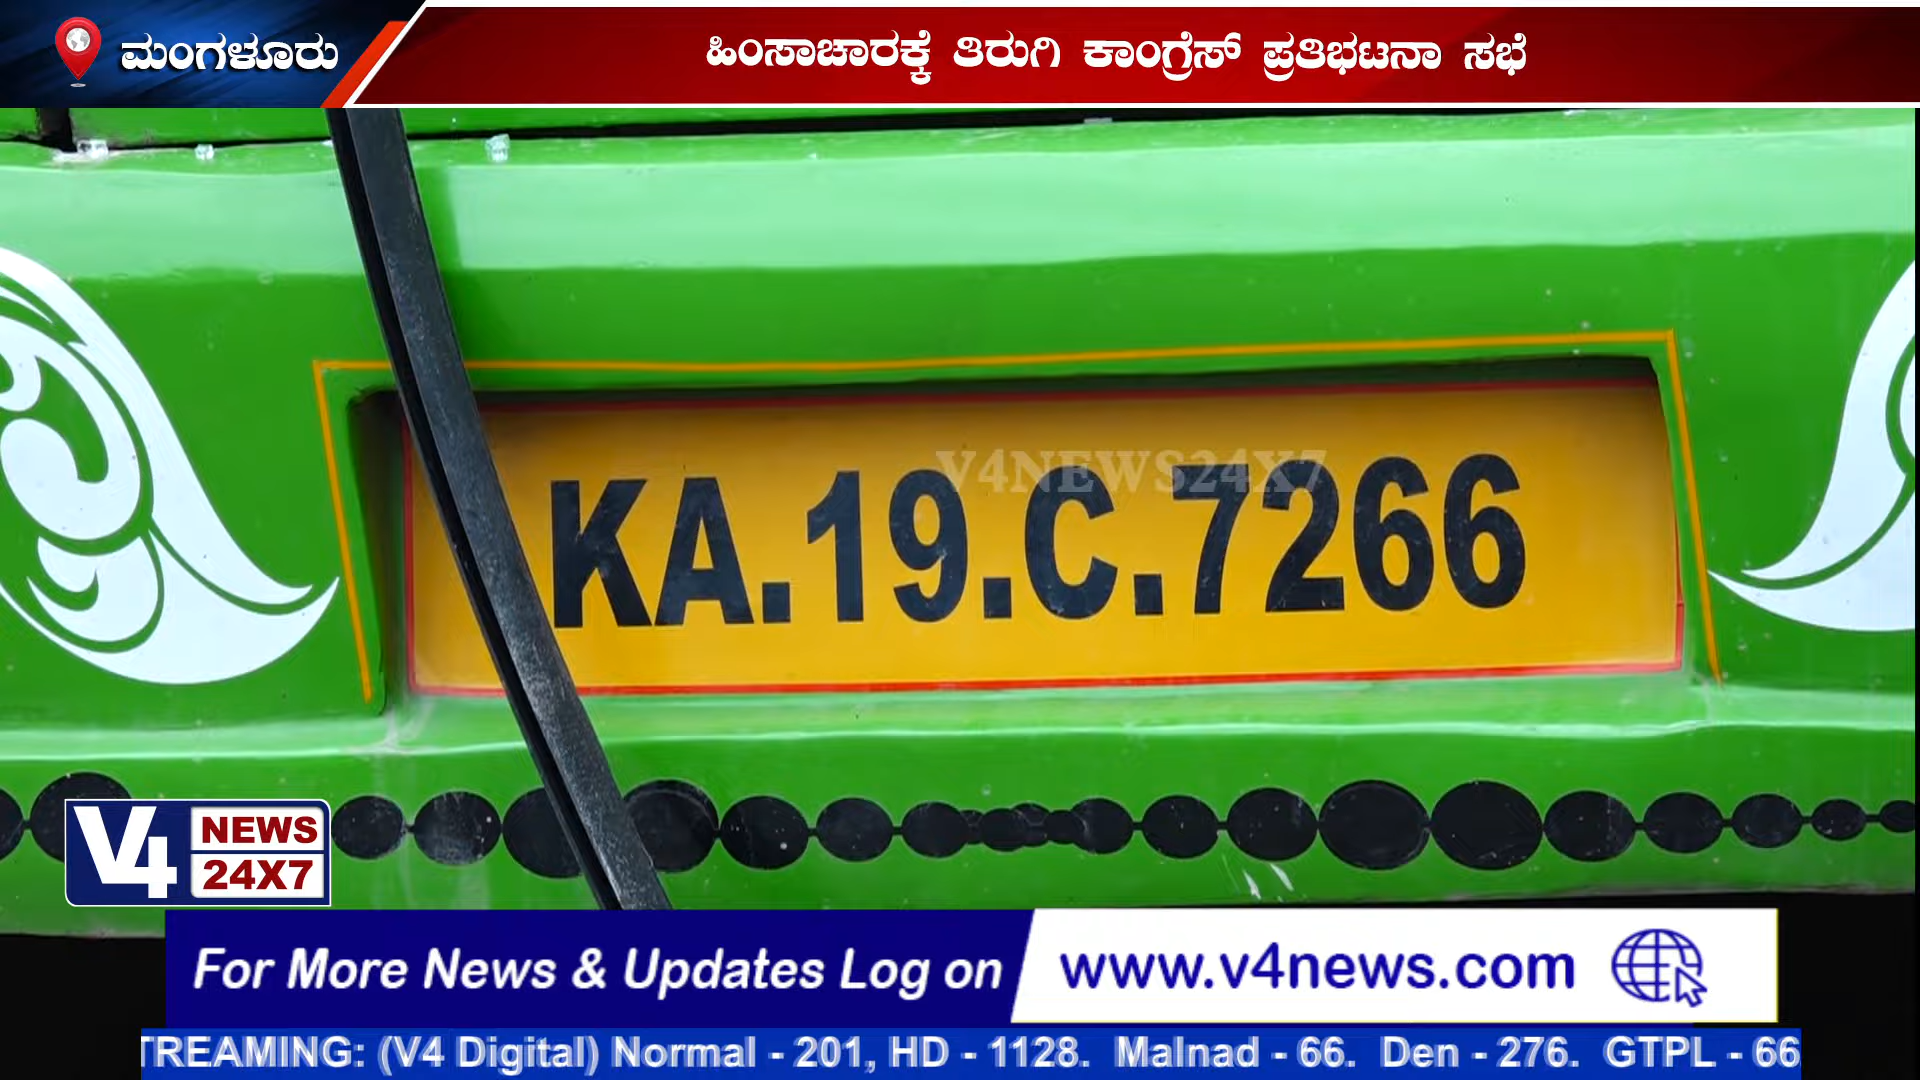 ಮಂಗಳೂರು
ಹಿಂಸಾಚಾರಕ್ಕೆ ತಿರುಗಿ ಕಾಂಗ್ರೆಸ್ ಪ್ರತಿಭಟನಾ ಸಭೆ
V4NEWS24X7
KA.19.C.7266
V4 NEWS
24X7
For More News & Updates Log on www.v4news.com
TREAMING: (V4 Digital) Normal - 201, HD - 1128. Malnad - 66. Den - 276. GTPL - 66